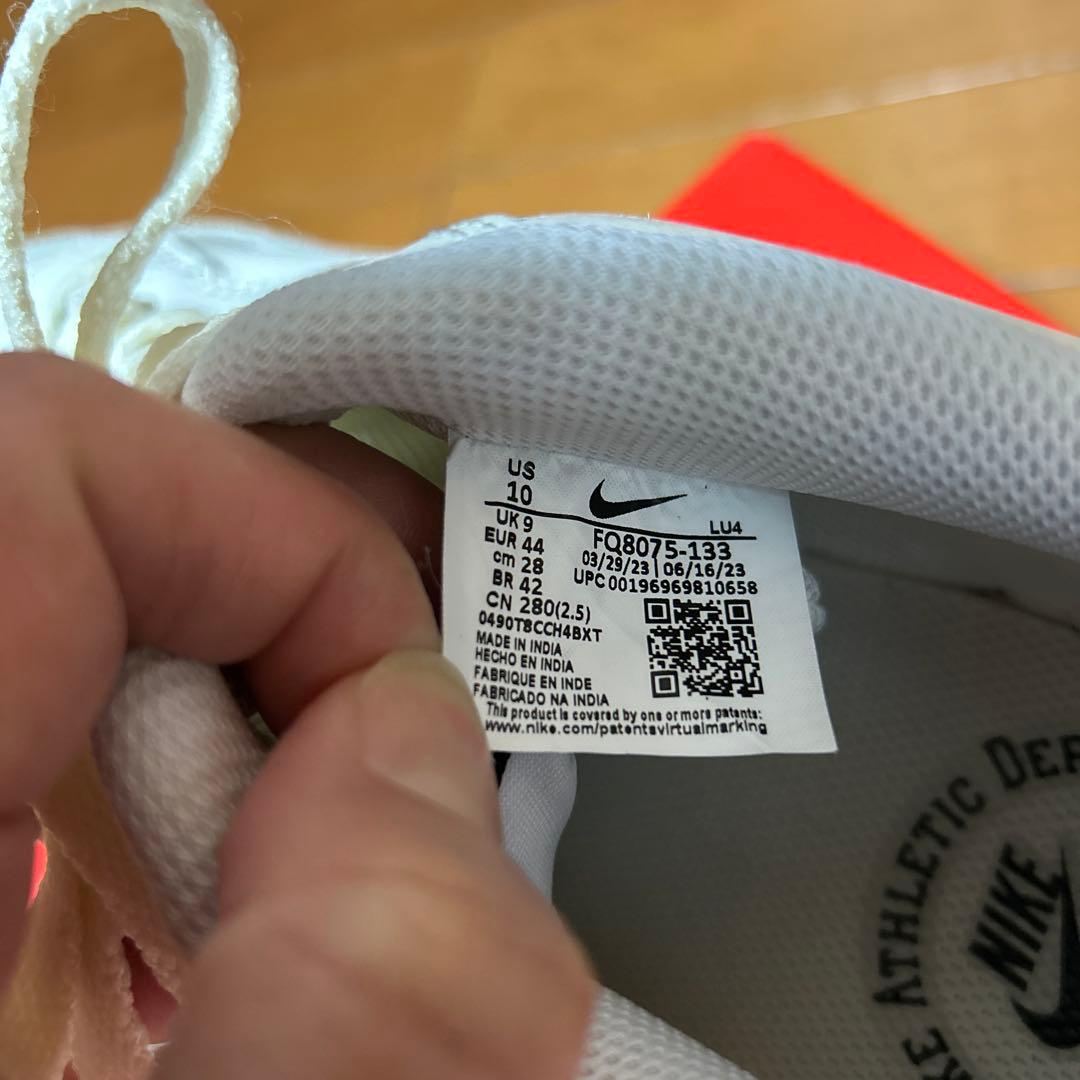 US
10
LU4
UK 9
FQ8075-133
EUR 44
03/29/23 | 06/16/23
cm 28
UPC 00196969810658
BR 42
CN 280(2.5)
0490T8CCH4BXT
MADE IN INDIA
HECHO EN INDIA
FABRIQUE EN INDE
FABRICADO NA INDIA
This product is covered by one or more patents:
www.nike.com/patentsvirtualmarking
ATHLETIC DEP
NIKE
KE